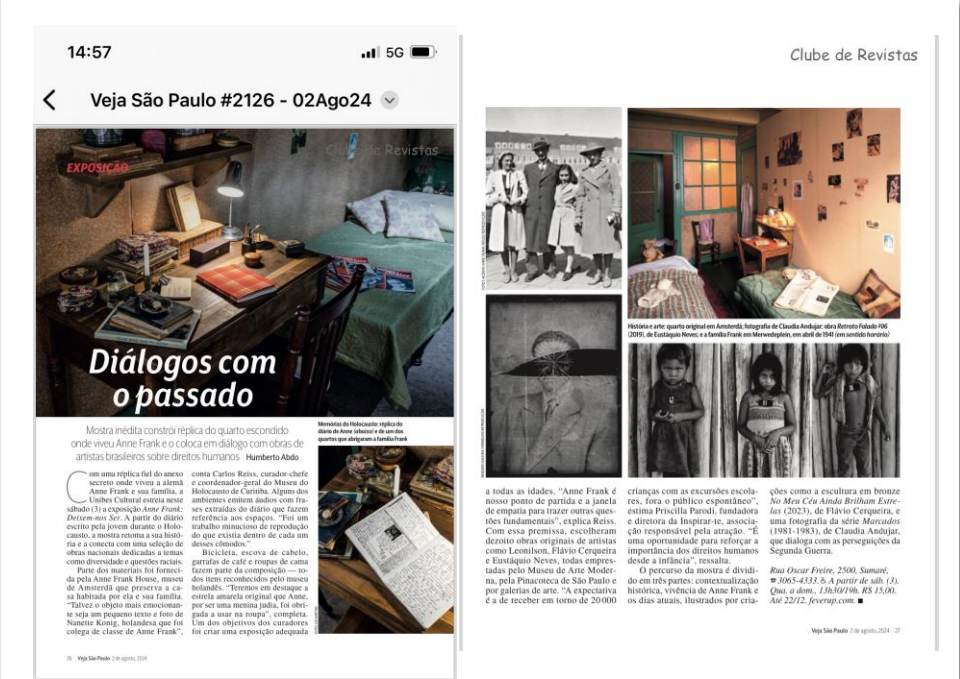 14:57
5G
Veja São Paulo #2126 - 02Ago24
Clube de Revistas
EXPOSIÇÃO
Diálogos com
o passado
Mostra inédita constrói réplica do quarto escondido
onde viveu Anne Frank e o coloca em diálogo com obras de
artistas brasileiros sobre direitos humanos Humberto Abdo
Memórias do Holocausto: réplica do
diário de Anne (abaixo) e de um dos
quartos que abrigaram a família Frank
Com uma réplica fiel do anexo
secreto onde viveu a alemã
Anne Frank e sua família, a
Unibes Cultural estreia neste
sábado (3) a exposição Anne Frank:
Deixem-nos Ser. A partir do diário
escrito pela jovem durante o Holo-
causto, a mostra retoma a sua histó-
ria e a conecta com uma seleção de
obras nacionais dedicadas a temas
como diversidade e questões raciais.
Parte dos materiais foi forneci-
da pela Anne Frank House, museu
de Amsterdã que preserva a ca-
sa habitada por ela e sua família.
“Talvez o objeto mais emocionan-
te seja um pequeno texto e foto de
Nanette Konig, holandesa que foi
colega de classe de Anne Frank”,
conta Carlos Reiss, curador-chefe
e coordenador-geral do Museu do
Holocausto de Curitiba. Alguns dos
ambientes emitem áudios com fra-
ses extraídas do diário que fazem
referência aos espaços. “Foi um
trabalho minucioso de reprodução
do que existia dentro de cada um
desses cômodos.”
Bicicleta, escova de cabelo,
garrafas de café e roupas de cama
fazem parte da composição — to-
dos itens reconhecidos pelo museu
holandês. “Teremos em destaque a
estrela amarela original que Anne,
por ser uma menina judia, foi obri-
gada a usar na roupa”, completa.
Um dos objetivos dos curadores
foi criar uma exposição adequada
26 Veja São Paulo 2 de agosto, 2024
Clube de Revistas
História e arte: quarto original em Amsterdã; fotografia de Claudia Andujar; obra Retrato Falado #06
(2019), de Eustáquio Neves; e a família Frank em Merwedeplein, em abril de 1941 (em sentido horário)
a todas as idades. “Anne Frank é
nosso ponto de partida e a janela
de empatia para trazer outras ques-
tões fundamentais”, explica Reiss.
Com essa premissa, escolheram
dezoito obras originais de artistas
como Leonilson, Flávio Cerqueira
e Eustáquio Neves, todas empres-
tadas pelo Museu de Arte Moder-
na, pela Pinacoteca de São Paulo e
por galerias de arte. “A expectativa
é a de receber em torno de 20 000
crianças com as excursões escola-
res, fora o público espontâneo”,
estima Priscilla Parodi, fundadora
e diretora da Inspirar-te, associa-
ção responsável pela atração. “É
uma oportunidade para reforçar a
importância dos direitos humanos
desde a infância”, ressalta.
O percurso da mostra é dividi-
do em três partes: contextualização
histórica, vivência de Anne Frank e
os dias atuais, ilustrados por cria-
ções como a escultura em bronze
No Meu Céu Ainda Brilham Estre-
las (2023), de Flávio Cerqueira, e
uma fotografia da série Marcados
(1981-1983), de Claudia Andujar,
que dialoga com as perseguições da
Segunda Guerra.
Rua Oscar Freire, 2500, Sumaré,
☎ 3065-4333. ♿ A partir de sáb. (3).
Qua. a dom., 13h30/19h. R$ 15,00.
Até 22/12. feverup.com. ■
Veja São Paulo 2 de agosto, 2024 27